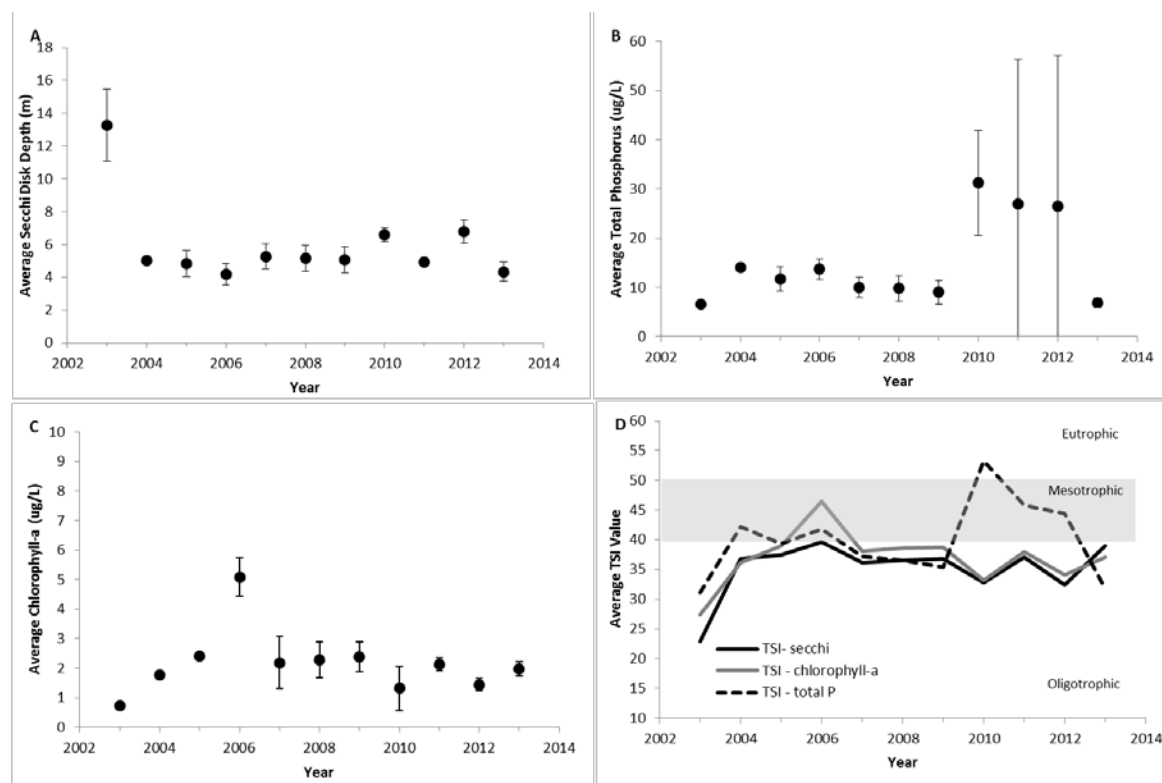 A
Average Secchi Disk Depth (m)
18
16
14
12
10
8
6
4
2
0
2002 2004 2006 2008 2010 2012 2014
Year
B
Average Total Phosphorus (ug/L)
60
50
40
30
20
10
0
2002 2004 2006 2008 2010 2012 2014
Year
C
Average Chlorophyll-a (ug/L)
10
9
8
7
6
5
4
3
2
1
0
2002 2004 2006 2008 2010 2012 2014
Year
D
Average TSI Value
60
55
50
45
40
35
30
25
20
15
10
Eutrophic
Mesotrophic
Oligotrophic
TSI- secchi
TSI - chlorophyll-a
TSI - total P
2002 2004 2006 2008 2010 2012 2014
Year